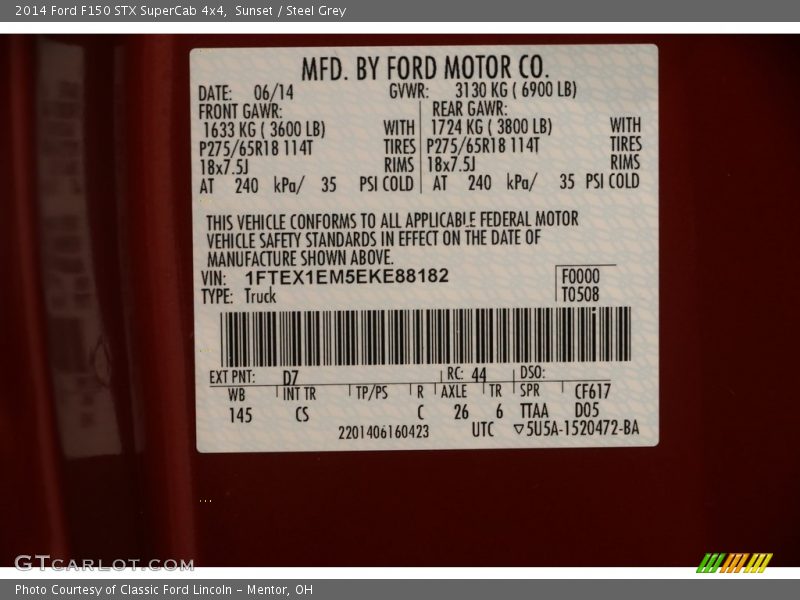 2014 Ford F150 STX SuperCab 4x4, Sunset / Steel Grey
MFD. BY FORD MOTOR CO.
DATE: 06/14 GVWR: 3130 KG ( 6900 LB)
FRONT GAWR: REAR GAWR:
1633 KG ( 3600 LB) WITH 1724 KG ( 3800 LB) WITH
P275/65R18 114T TIRES P275/65R18 114T TIRES
18x7.5J RIMS 18x7.5J RIMS
AT 240 kPa/ 35 PSI COLD AT 240 kPa/ 35 PSI COLD
THIS VEHICLE CONFORMS TO ALL APPLICABLE FEDERAL MOTOR
VEHICLE SAFETY STANDARDS IN EFFECT ON THE DATE OF
MANUFACTURE SHOWN ABOVE.
VIN: 1FTEX1EM5EKE88182 F0000
TYPE: Truck T0508
EXT PNT: D7 RC: 44 DSO:
WB INT TR TP/PS R AXLE TR SPR CF617
145 CS C 26 6 TTAA D05
2201406160423 UTC ▽5U5A-1520472-BA
GTCARLOT.COM
Photo Courtesy of Classic Ford Lincoln - Mentor, OH